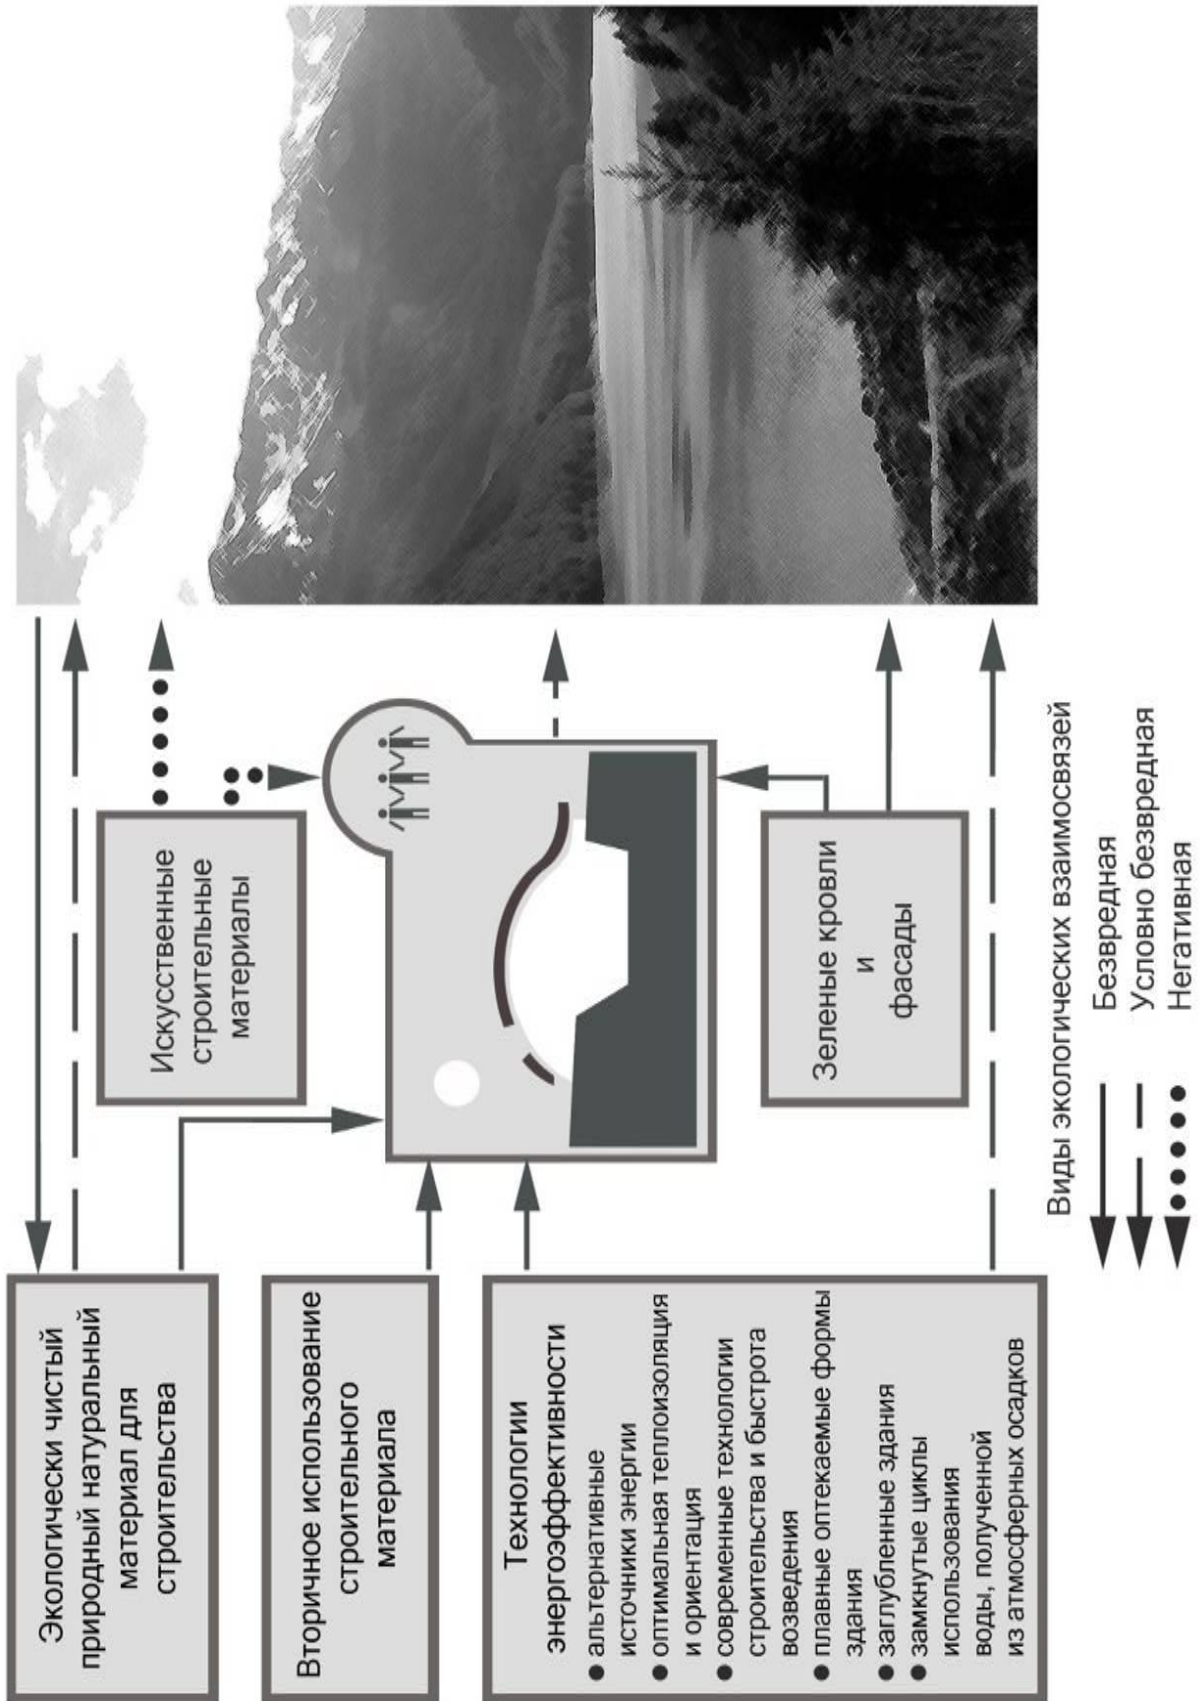 Экологически чистый
природный натуральный
материал для
строительства
Вторичное использование
строительного
материала
Технологии
энергоэффективности
● альтернативные
источники энергии
● оптимальная теплоизоляция
и ориентация
● современные технологии
строительства и быстрота
возведения
● плавные оптекаемые формы
здания
● заглубленные здания
● замкнутые циклы
использования
воды, полученной
из атмосферных осадков
Искусственные
строительные
материалы
Зеленые кровли
и
фасады
Виды экологических взаимосвязей
Безвредная
Условно безвредная
Негативная